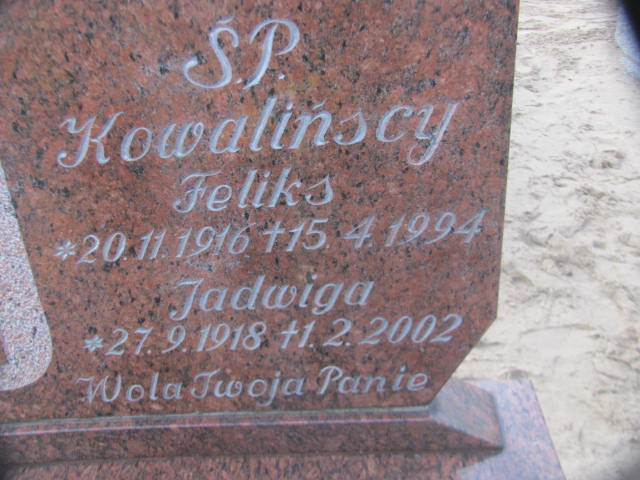 Ś.P.
Kowalińscy
Feliks
*20.11.1916 +15.4.1994
Jadwiga
*27.9.1918 +1.2.2002
Wola Twoja Panie